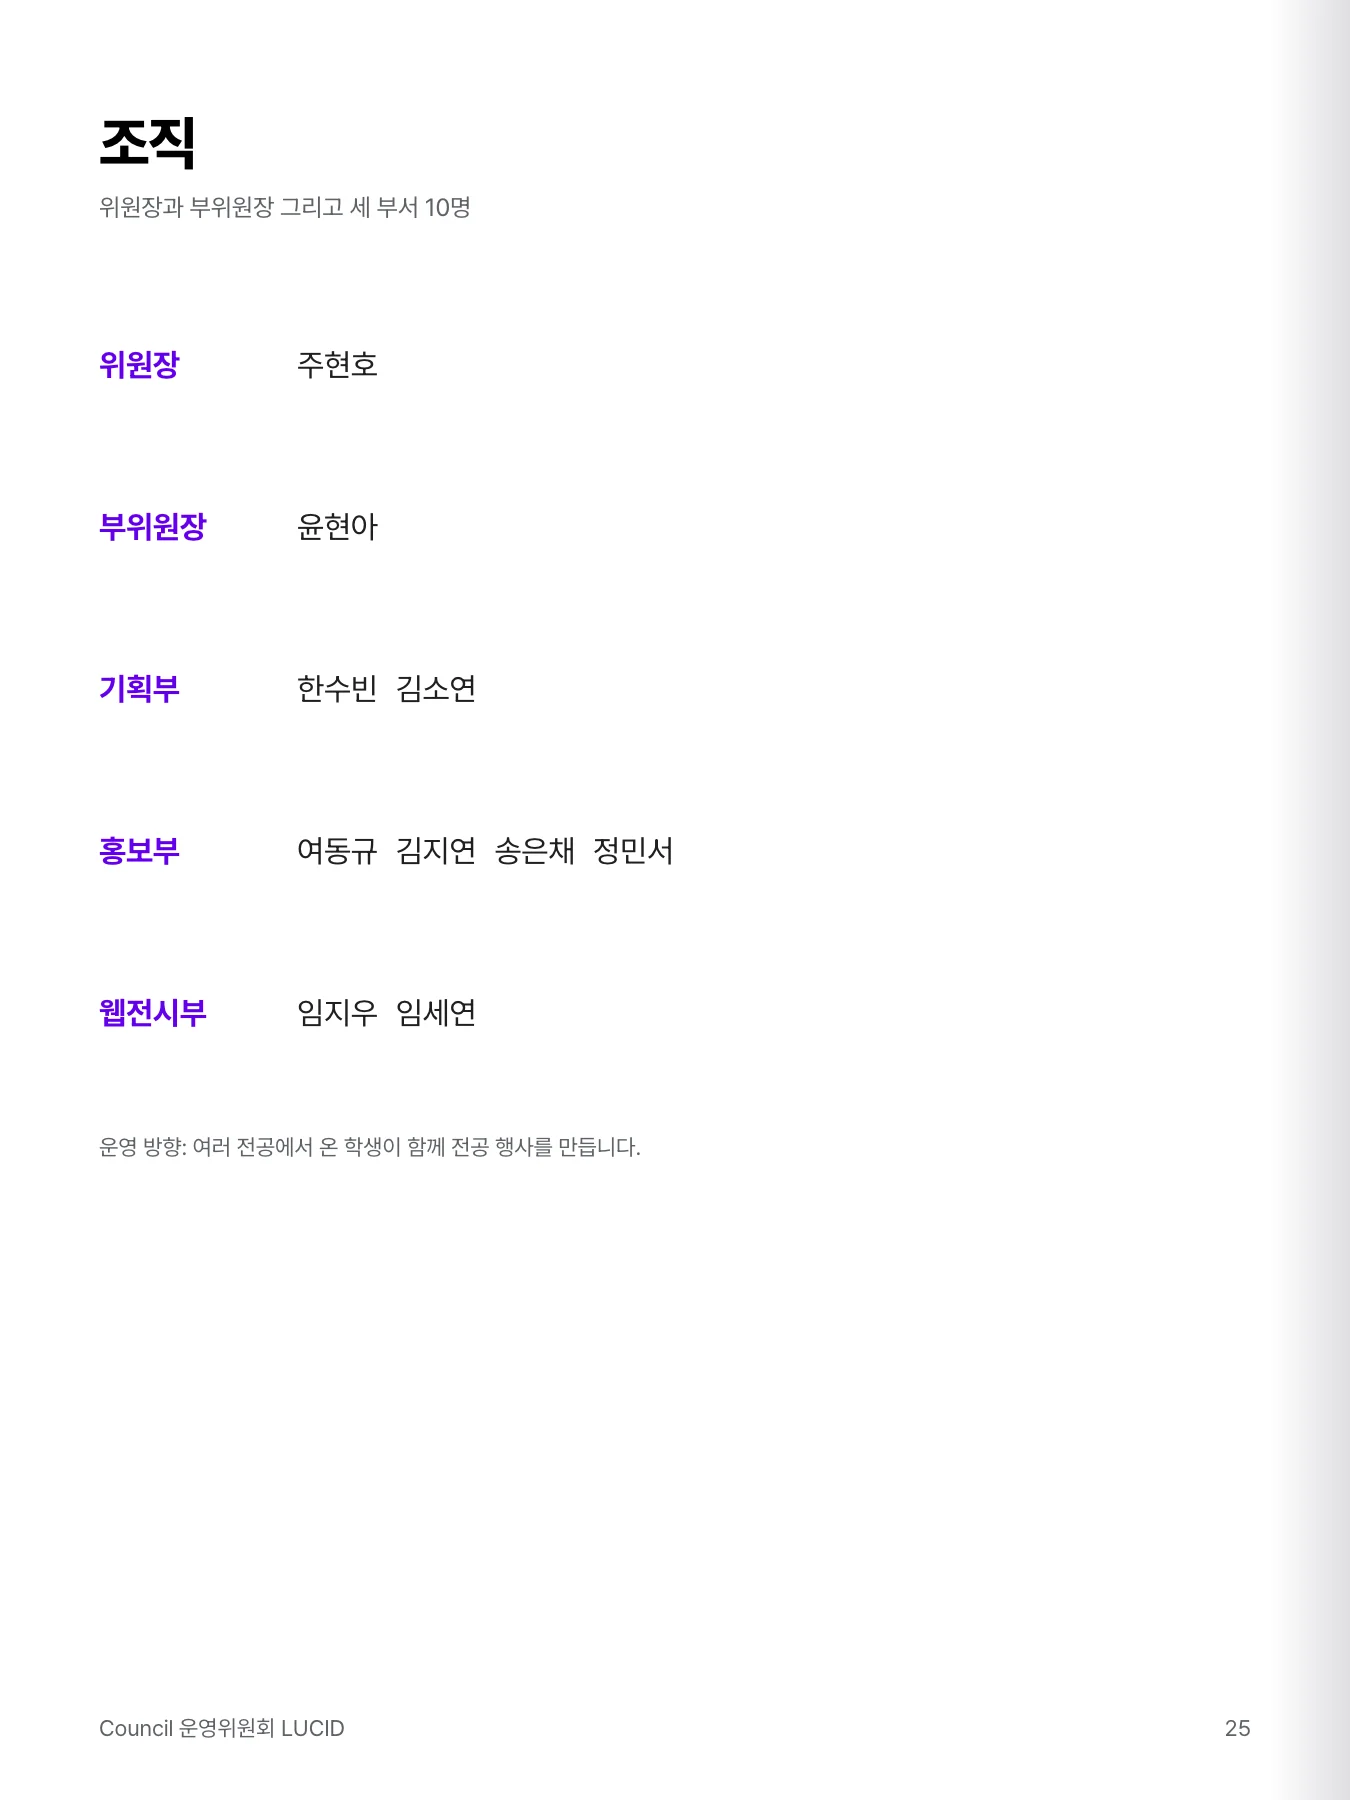 조직
위원장과 부위원장 그리고 세 부서 10명
위원장 주현호
부위원장 윤현아
기획부 한수빈 김소연
홍보부 여동규 김지연 송은채 정민서
웹전시부 임지우 임세연
운영 방향: 여러 전공에서 온 학생이 함께 전공 행사를 만듭니다.
Council 운영위원회 LUCID 25